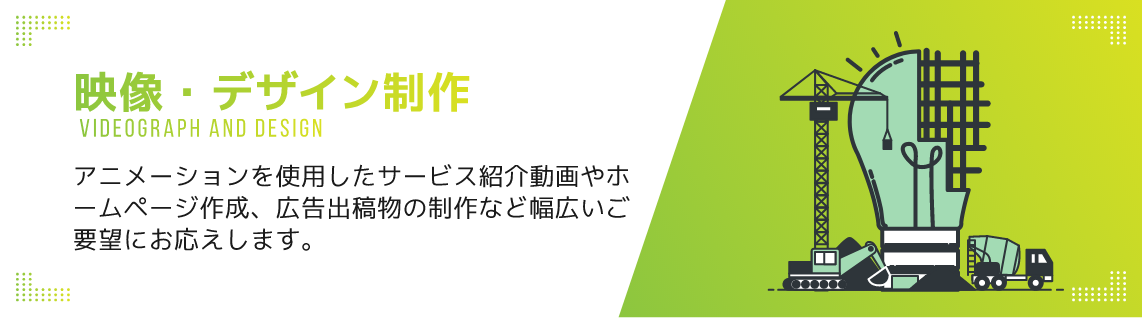 映像・デザイン制作
VIDEOGRAPH AND DESIGN
アニメーションを使用したサービス紹介動画やホ
ームページ作成、広告出稿物の制作など幅広いご
要望にお応えします。